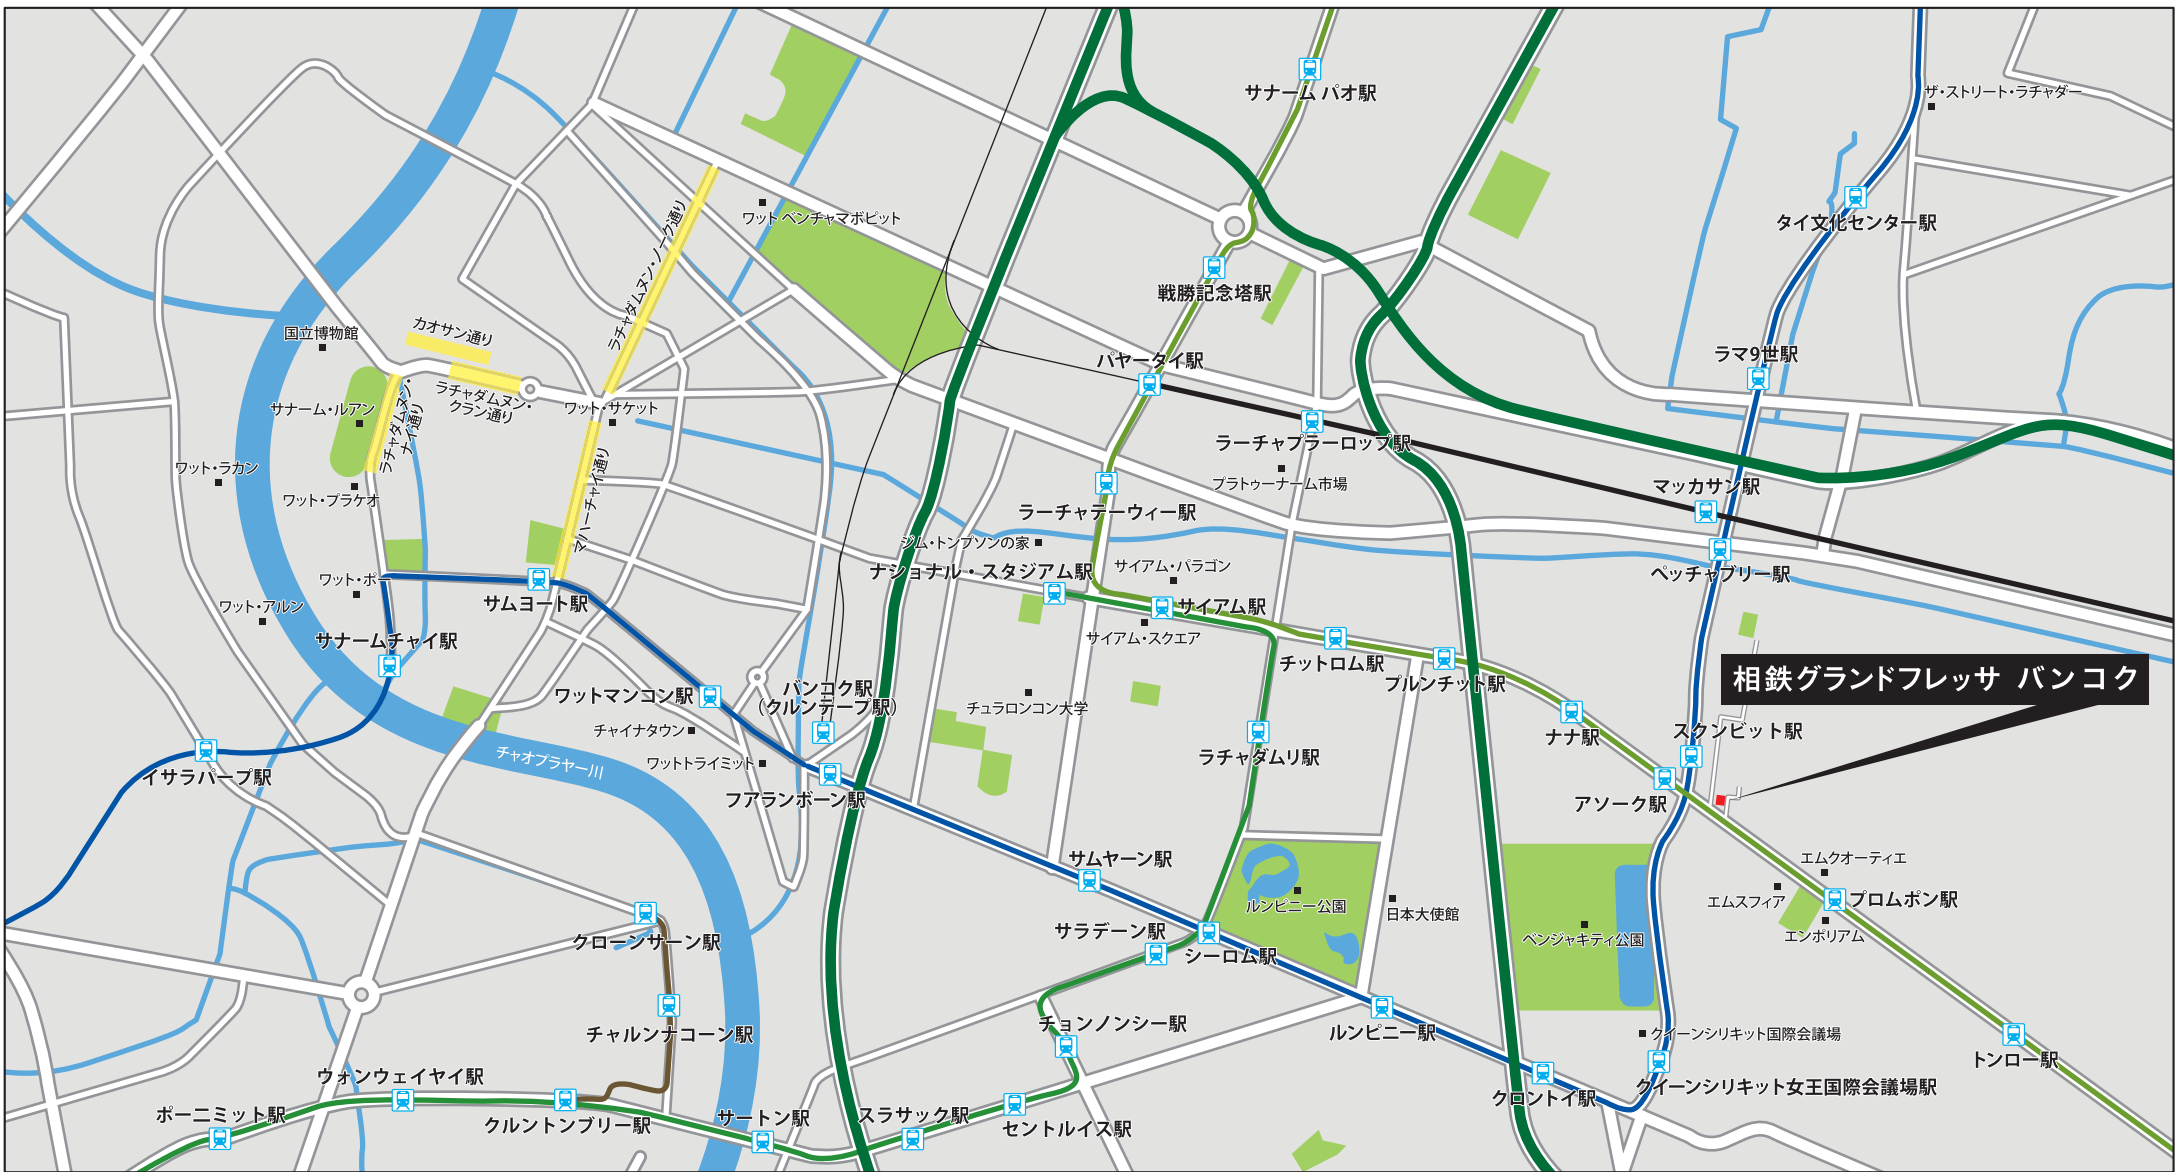 サナーム パオ駅
ザ・ストリート・ラチャダー
ワット ベンチャマボピット
タイ文化センター駅
ラチャダムヌン・ノーク通り
戦勝記念塔駅
国立博物館
カオサン通り
パヤータイ駅
ラマ9世駅
ラチャダムヌン・
クラン通り
サナーム・ルアン
ラチャダムヌン・
ナイ通り
ワット・サケット
ラーチャプラーロップ駅
ワット・ラカン
ワット・プラケオ
マハーチャイ通り
プラトゥーナーム市場
マッカサン駅
ラーチャテーウィー駅
ジム・トンプソンの家
ナショナル・スタジアム駅
サイアム・パラゴン
ペッチャブリー駅
ワット・ポー
サムヨート駅
ワット・アルン
サイアム駅
サイアム・スクエア
サナームチャイ駅
チットロム駅
プルンチット駅
相鉄グランドフレッサ バンコク
ワットマンコン駅
バンコク駅
(クルンテープ駅)
チュラロンコン大学
チャイナタウン
ナナ駅
スクンビット駅
チャオプラヤー川
ワットトライミット
ラチャダムリ駅
イサラパープ駅
フアランポーン駅
アソーク駅
サムヤーン駅
エムクオーティエ
エムスフィア
プロムポン駅
ルンピニー公園
日本大使館
エンポリアム
クローンサーン駅
サラデーン駅
シーロム駅
ベンジャキティ公園
チャルンナコーン駅
チョンノンシー駅
ルンピニー駅
クイーンシリキット国際会議場
トンロー駅
ウォンウェイヤイ駅
クイーンシリキット女王国際会議場駅
クロントイ駅
ポーニミット駅
クルントンブリー駅
サートン駅
スラサック駅
セントルイス駅